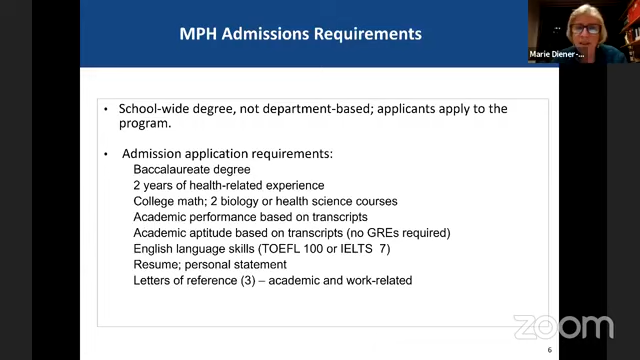 MPH Admissions Requirements
Marie Diener-...
• School-wide degree, not department-based; applicants apply to the
program.
• Admission application requirements:
Baccalaureate degree
2 years of health-related experience
College math; 2 biology or health science courses
Academic performance based on transcripts
Academic aptitude based on transcripts (no GREs required)
English language skills (TOEFL 100 or IELTS 7)
Resume; personal statement
Letters of reference (3) – academic and work-related
zoom
6